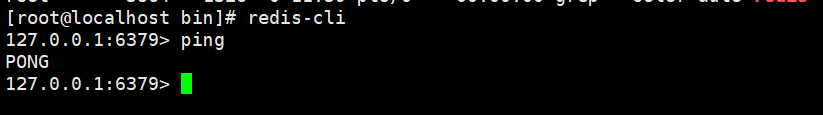 [root@localhost bin]# redis-cli
127.0.0.1:6379> ping
PONG
127.0.0.1:6379>